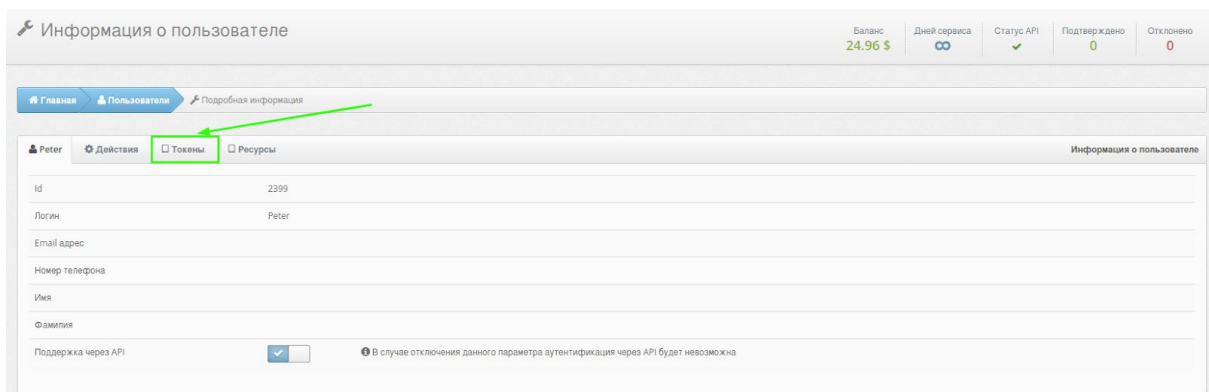 Информация о пользователе
Баланс Дней сервиса Статус API Подтверждено Отклонено
24.96 $ 0 0
Главная Пользователи Подробная информация
Peter Действия Токены Ресурсы Информация о пользователе
Id 2399
Логин Peter
Email адрес
Номер телефона
Имя
Фамилия
Поддержка через API В случае отключения данного параметра аутентификация через API будет невозможна